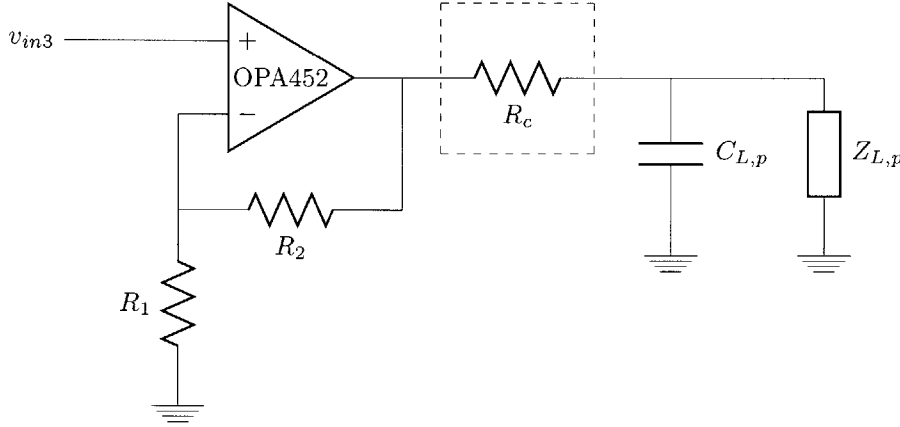 v_{in3}
+
OPA452
−
R_c
C_{L,p}
Z_{L,p}
R_2
R_1